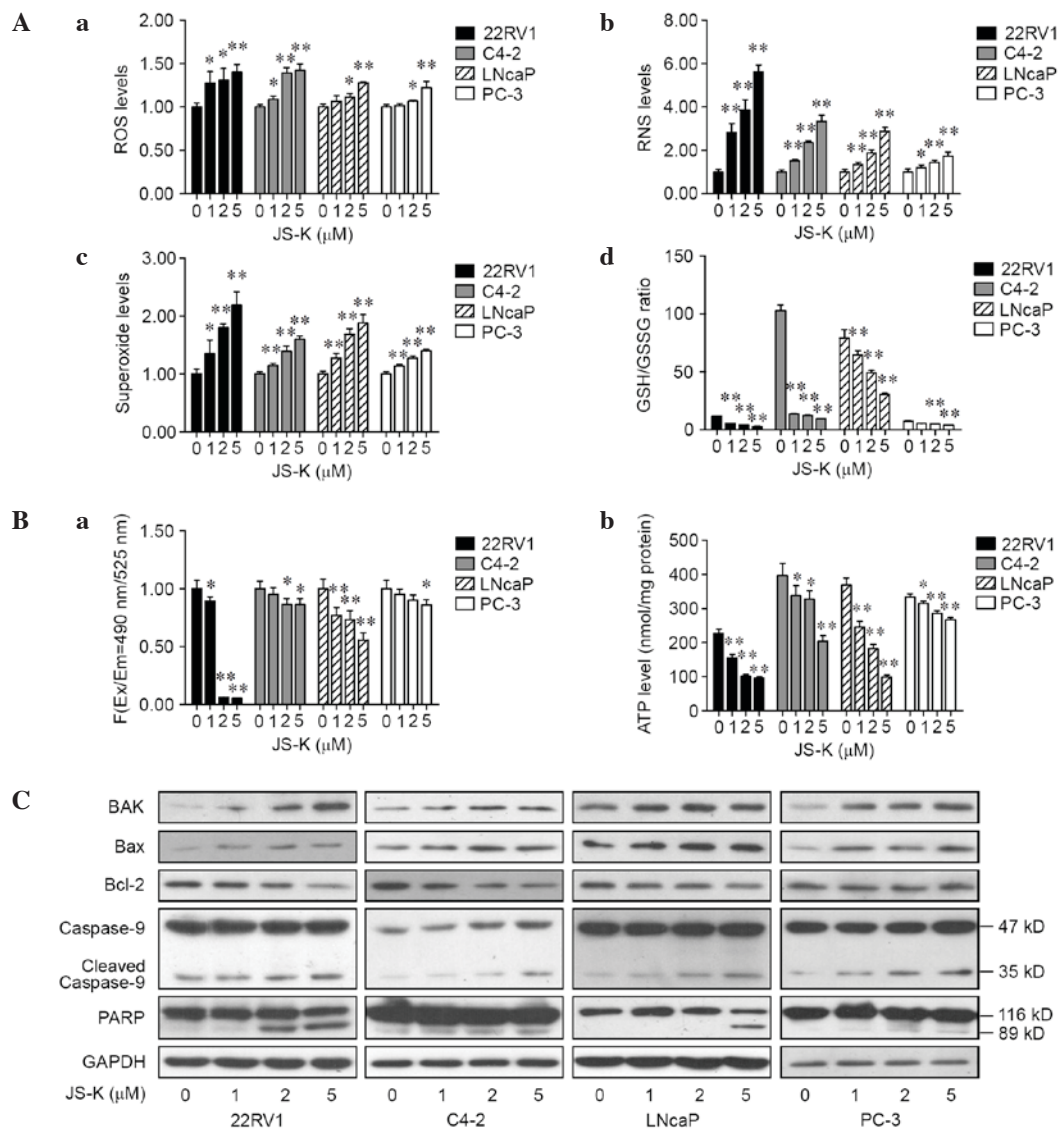 A a
2.00
1.50
1.00
0.50
0.00
ROS levels
* * **
* ** **
* **
* **
0 1 2 5 0 1 2 5 0 1 2 5 0 1 2 5
JS-K (μM)
22RV1
C4-2
LNcaP
PC-3
b
8.00
6.00
4.00
2.00
0.00
RNS levels
** ** **
** ** **
** ** **
* ** **
0 1 2 5 0 1 2 5 0 1 2 5 0 1 2 5
JS-K (μM)
22RV1
C4-2
LNcaP
PC-3
c
3.00
2.00
1.00
0.00
Superoxide levels
* ** **
** ** **
** ** **
** ** **
0 1 2 5 0 1 2 5 0 1 2 5 0 1 2 5
JS-K (μM)
22RV1
C4-2
LNcaP
PC-3
d
150
100
50
0
GSH/GSSSG ratio
** ** **
** ** **
** ** **
** **
0 1 2 5 0 1 2 5 0 1 2 5 0 1 2 5
JS-K (μM)
22RV1
C4-2
LNcaP
PC-3
B a
1.50
1.00
0.50
0.00
F(Ex/Em=490 nm/525 nm)
* ** **
* *
** ** **
*
0 1 2 5 0 1 2 5 0 1 2 5 0 1 2 5
JS-K (μM)
22RV1
C4-2
LNcaP
PC-3
b
500
400
300
200
100
0
ATP level (nmol/mg protein)
** ** **
* * **
** ** **
* ** **
0 1 2 5 0 1 2 5 0 1 2 5 0 1 2 5
JS-K (μM)
22RV1
C4-2
LNcaP
PC-3
C
BAK
Bax
Bcl-2
Caspase-9 47 kD
Cleaved
Caspase-9 35 kD
PARP 116 kD
89 kD
GAPDH
JS-K (μM) 0 1 2 5 0 1 2 5 0 1 2 5 0 1 2 5
22RV1 C4-2 LNcaP PC-3